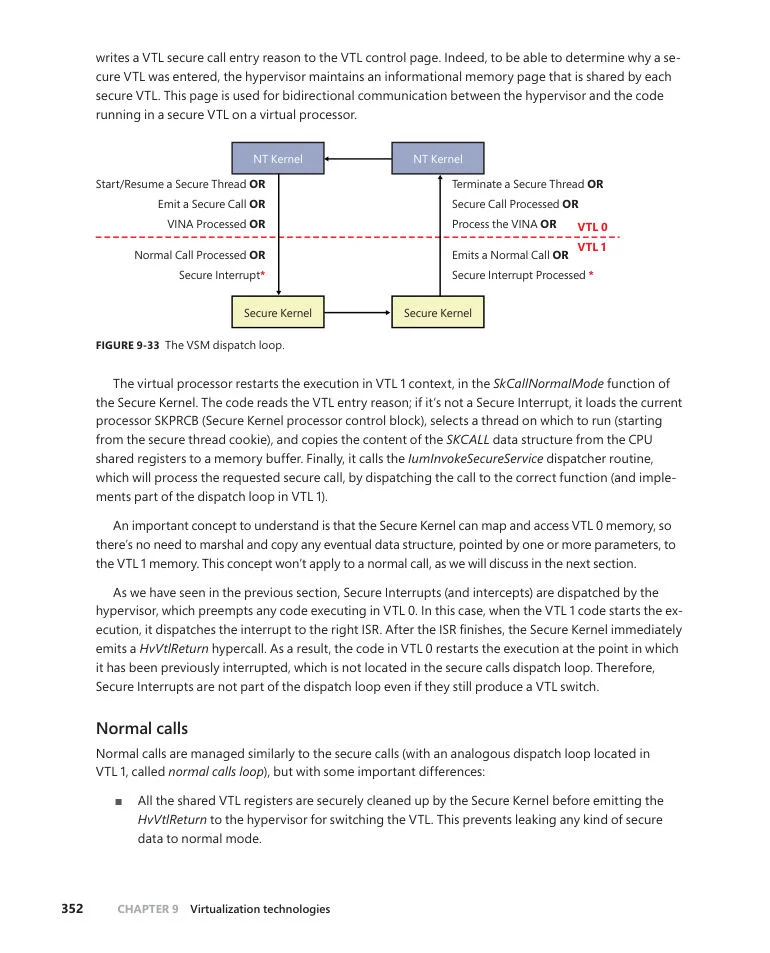 writes a VTL secure call entry reason to the VTL control page. Indeed, to be able to determine why a se-
cure VTL was entered, the hypervisor maintains an informational memory page that is shared by each
secure VTL. This page is used for bidirectional communication between the hypervisor and the code
running in a secure VTL on a virtual processor.
NT Kernel
NT Kernel
Start/Resume a Secure Thread OR
Emit a Secure Call OR
VINA Processed OR
Terminate a Secure Thread OR
Secure Call Processed OR
Process the VINA OR
VTL 0
VTL 1
Normal Call Processed OR
Secure Interrupt*
Emits a Normal Call OR
Secure Interrupt Processed *
Secure Kernel
Secure Kernel
FIGURE 9-33 The VSM dispatch loop.
The virtual processor restarts the execution in VTL 1 context, in the SkCallNormalMode function of
the Secure Kernel. The code reads the VTL entry reason; if it's not a Secure Interrupt, it loads the current
processor SKPRCB (Secure Kernel processor control block), selects a thread on which to run (starting
from the secure thread cookie), and copies the content of the SKCALL data structure from the CPU
shared registers to a memory buffer. Finally, it calls the IumInvokeSecureService dispatcher routine,
which will process the requested secure call, by dispatching the call to the correct function (and imple-
ments part of the dispatch loop in VTL 1).
An important concept to understand is that the Secure Kernel can map and access VTL 0 memory, so
there's no need to marshal and copy any eventual data structure, pointed by one or more parameters, to
the VTL 1 memory. This concept won't apply to a normal call, as we will discuss in the next section.
As we have seen in the previous section, Secure Interrupts (and intercepts) are dispatched by the
hypervisor, which preempts any code executing in VTL 0. In this case, when the VTL 1 code starts the ex-
ecution, it dispatches the interrupt to the right ISR. After the ISR finishes, the Secure Kernel immediately
emits a HvVtlReturn hypercall. As a result, the code in VTL 0 restarts the execution at the point in which
it has been previously interrupted, which is not located in the secure calls dispatch loop. Therefore,
Secure Interrupts are not part of the dispatch loop even if they still produce a VTL switch.
Normal calls
Normal calls are managed similarly to the secure calls (with an analogous dispatch loop located in
VTL 1, called normal calls loop), but with some important differences:
■ All the shared VTL registers are securely cleaned up by the Secure Kernel before emitting the
HvVtlReturn to the hypervisor for switching the VTL. This prevents leaking any kind of secure
data to normal mode.
352 CHAPTER 9 Virtualization technologies